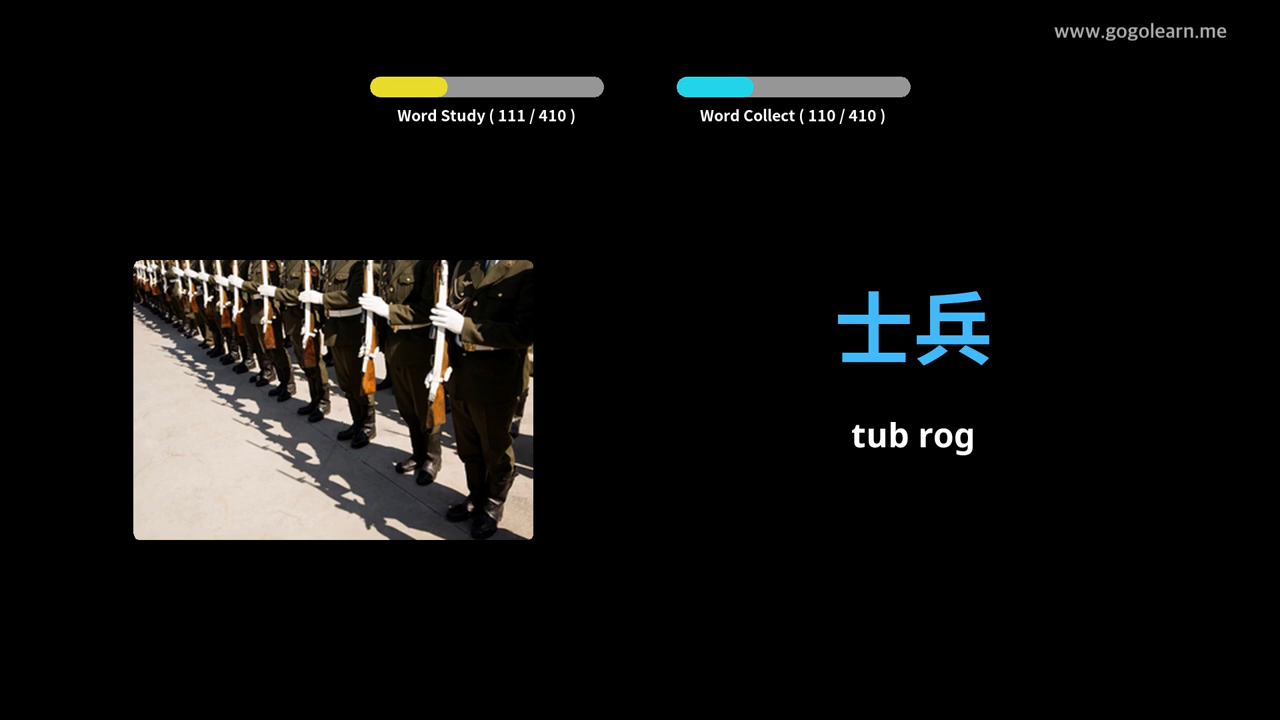 www.gogolearn.me
Word Study ( 111 / 410 )
Word Collect ( 110 / 410 )
士兵
tub rog